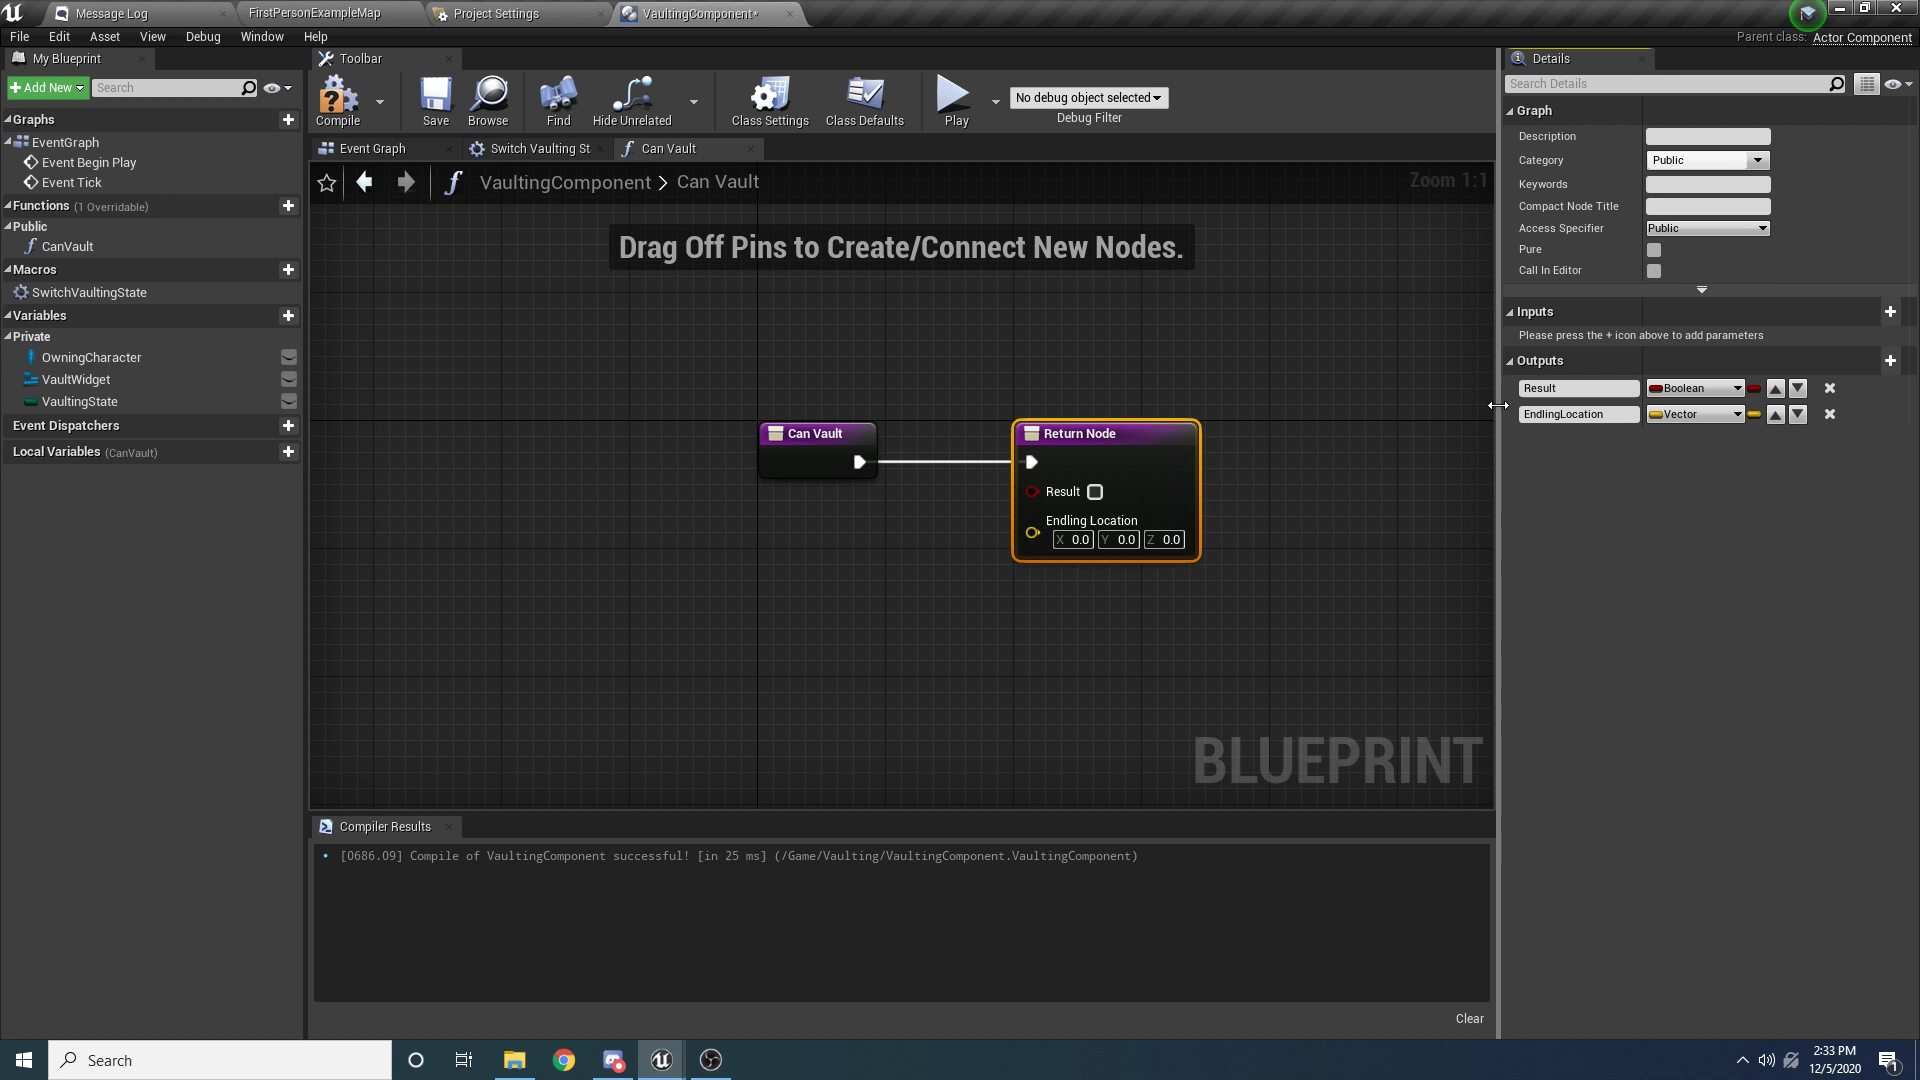 Message Log
FirstPersonExampleMap
Project Settings
VaultingComponent*
File Edit Asset View Debug Window Help
Parent class: Actor Component
My Blueprint
Add New
Search
Graphs
EventGraph
Event Begin Play
Event Tick
Functions (1 Overridable)
Public
CanVault
Macros
SwitchVaultingState
Variables
Private
OwningCharacter
VaultWidget
VaultingState
Event Dispatchers
Local Variables (CanVault)
Toolbar
Compile
Save
Browse
Find
Hide Unrelated
Class Settings
Class Defaults
Play
No debug object selected
Debug Filter
Event Graph
Switch Vaulting St
Can Vault
VaultingComponent > Can Vault
Zoom 1:1
Drag Off Pins to Create/Connect New Nodes.
Can Vault
Return Node
Result
Endling Location
X 0.0 Y 0.0 Z 0.0
BLUEPRINT
Compiler Results
• [0686.09] Compile of VaultingComponent successful! [in 25 ms] (/Game/Vaulting/VaultingComponent.VaultingComponent)
Clear
Details
Search Details
Graph
Description
Category Public
Keywords
Compact Node Title
Access Specifier Public
Pure
Call In Editor
Inputs
Please press the + icon above to add parameters
Outputs
Result Boolean
EndlingLocation Vector
Search
2:33 PM
12/5/2020
1